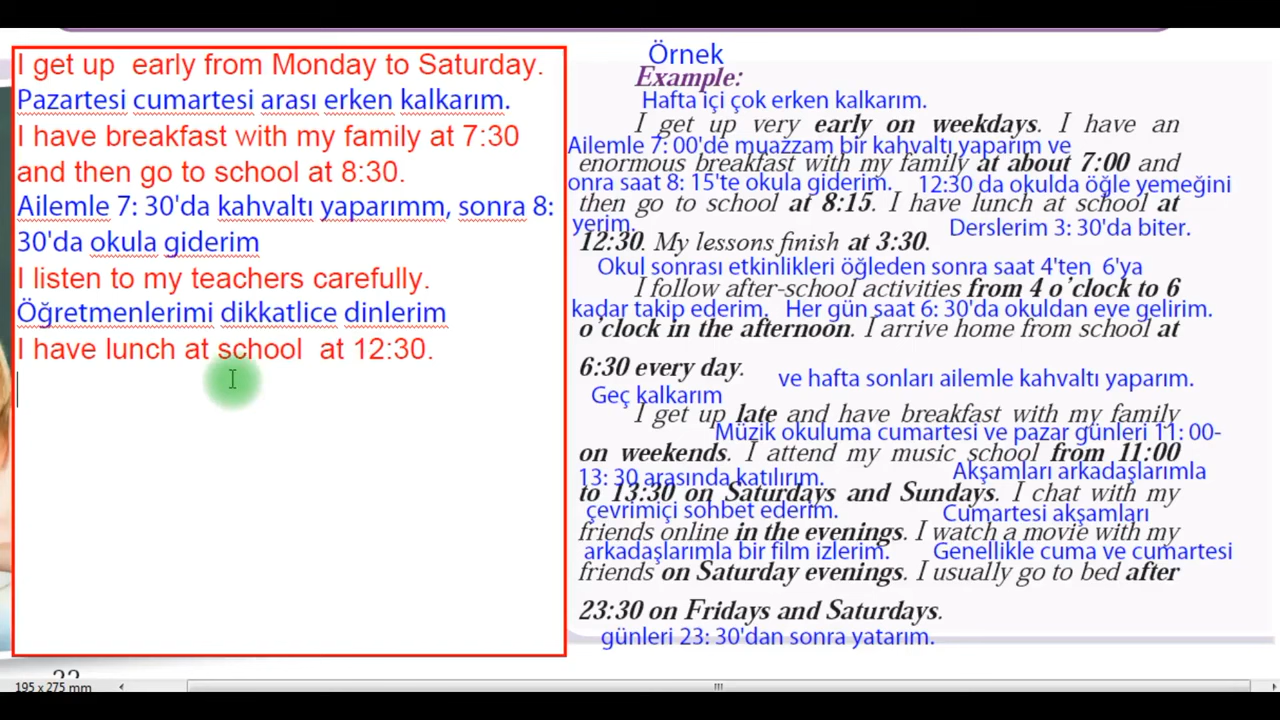 I get up  early from Monday to Saturday.
Pazartesi cumartesi arası erken kalkarım.
I have breakfast with my family at 7:30
and then go to school at 8:30.
Ailemle 7: 30'da kahvaltı yaparımm, sonra 8:
30'da okula giderim
I listen to my teachers carefully.
Öğretmenlerimi dikkatlice dinlerim
I have lunch at school  at 12:30.
Örnek
Example:
Hafta içi çok erken kalkarım.
I get up very early on weekdays. I have an
Ailemle 7: 00'de muazzam bir kahvaltı yaparım ve
enormous breakfast with my family at about 7:00 and
onra saat 8: 15'te okula giderim. 12:30 da okulda öğle yemeğini
then go to school at 8:15. I have lunch at school at
yerim. Derslerim 3: 30'da biter.
12:30. My lessons finish at 3:30.
Okul sonrası etkinlikleri öğleden sonra saat 4'ten  6'ya
I follow after-school activities from 4 o'clock to 6
kadar takip ederim. Her gün saat 6: 30'da okuldan eve gelirim.
o'clock in the afternoon. I arrive home from school at
6:30 every day.
ve hafta sonları ailemle kahvaltı yaparım.
Geç kalkarım
I get up late and have breakfast with my family
Müzik okuluma cumartesi ve pazar günleri 11: 00-
on weekends. I attend my music school from 11:00
13: 30 arasında katılırım. Akşamları arkadaşlarımla
to 13:30 on Saturdays and Sundays. I chat with my
çevrimiçi sohbet ederim. Cumartesi akşamları
friends online in the evenings. I watch a movie with my
arkadaşlarımla bir film izlerim. Genellikle cuma ve cumartesi
friends on Saturday evenings. I usually go to bed after
23:30 on Fridays and Saturdays.
günleri 23: 30'dan sonra yatarım.
195 x 275 mm